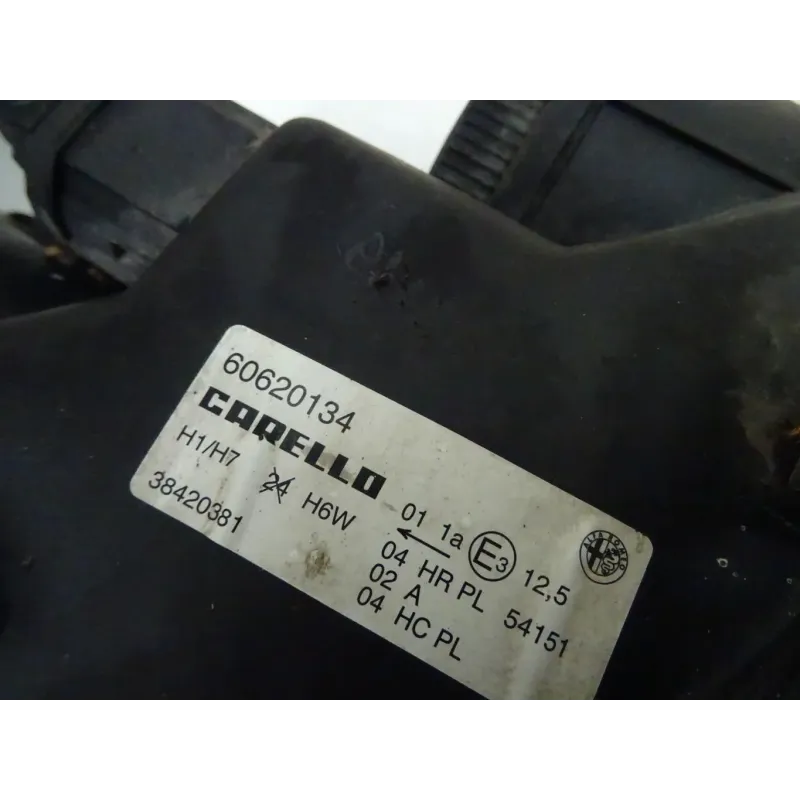 60620134
CARELLO
H1/H7 24 H6W
38420381
01 1a E3 12,5
04 HR PL 54151
02 A
04 HC PL
ALFA ROMEO